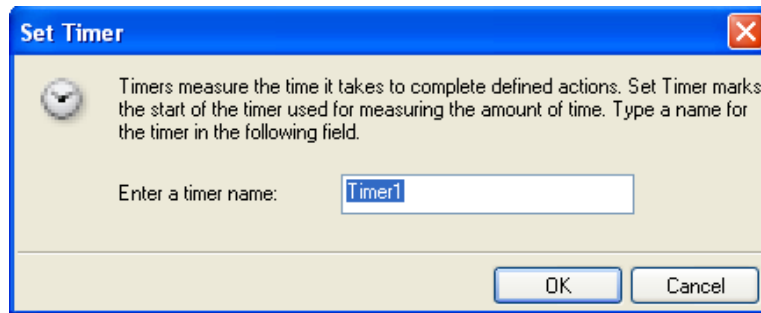 Set Timer
Timers measure the time it takes to complete defined actions. Set Timer marks
the start of the timer used for measuring the amount of time. Type a name for
the timer in the following field.
Enter a timer name: Timer1
OK Cancel